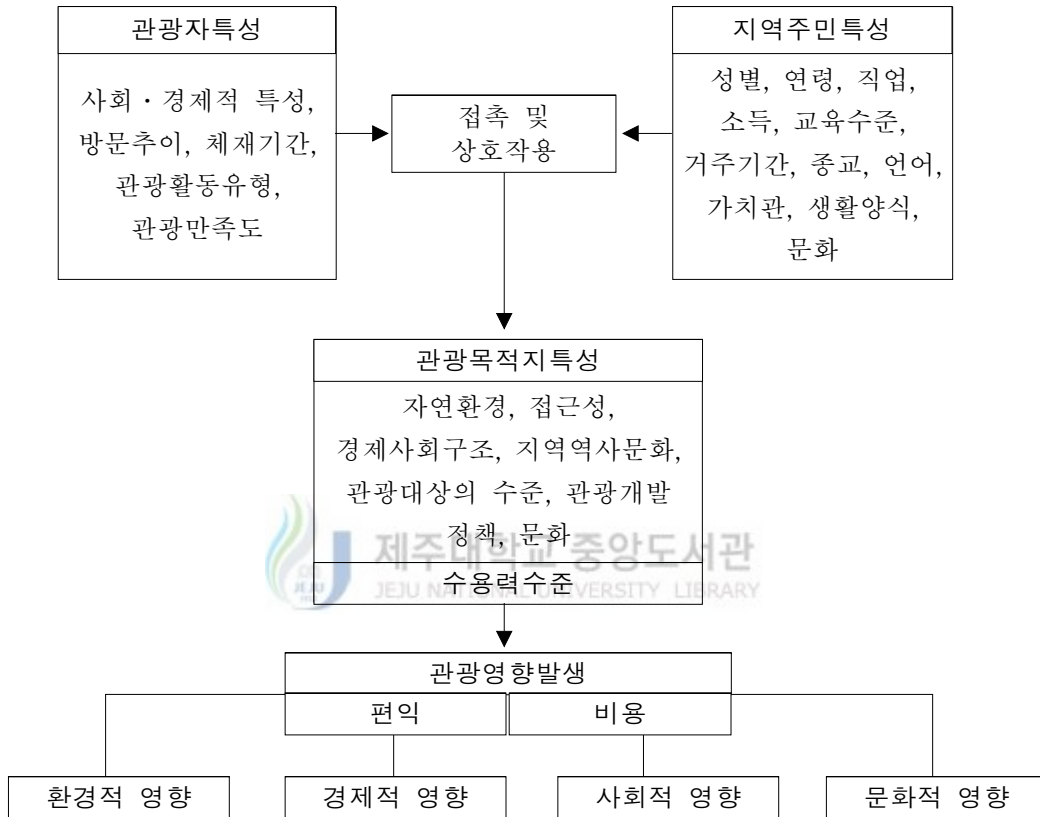 관광자특성
사회·경제적 특성,
방문추이, 체재기간,
관광활동유형,
관광만족도
접촉 및
상호작용
지역주민특성
성별, 연령, 직업,
소득, 교육수준,
거주기간, 종교, 언어,
가치관, 생활양식,
문화
관광목적지특성
자연환경, 접근성,
경제사회구조, 지역역사문화,
관광대상의 수준, 관광개발
정책, 문화
수용력수준
제주대학교 중앙도서관
JEJU NATIONAL UNIVERSITY LIBRARY
JEJU
관광영향발생
편익
비용
환경적 영향
경제적 영향
사회적 영향
문화적 영향